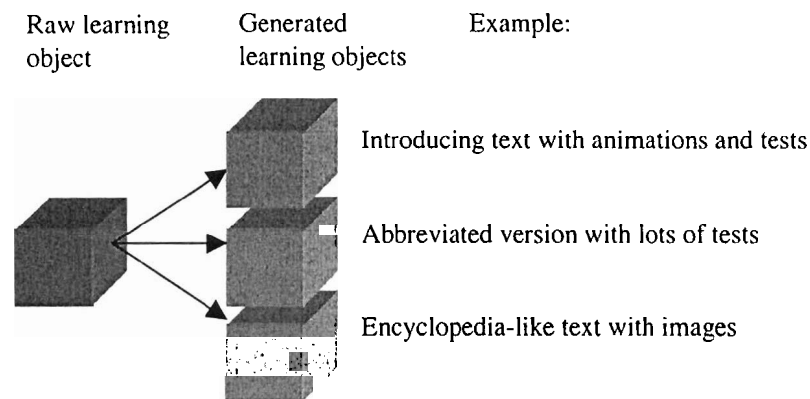 Raw learning
object
Generated
learning objects
Example:
Introducing text with animations and tests
Abbreviated version with lots of tests
Encyclopedia-like text with images